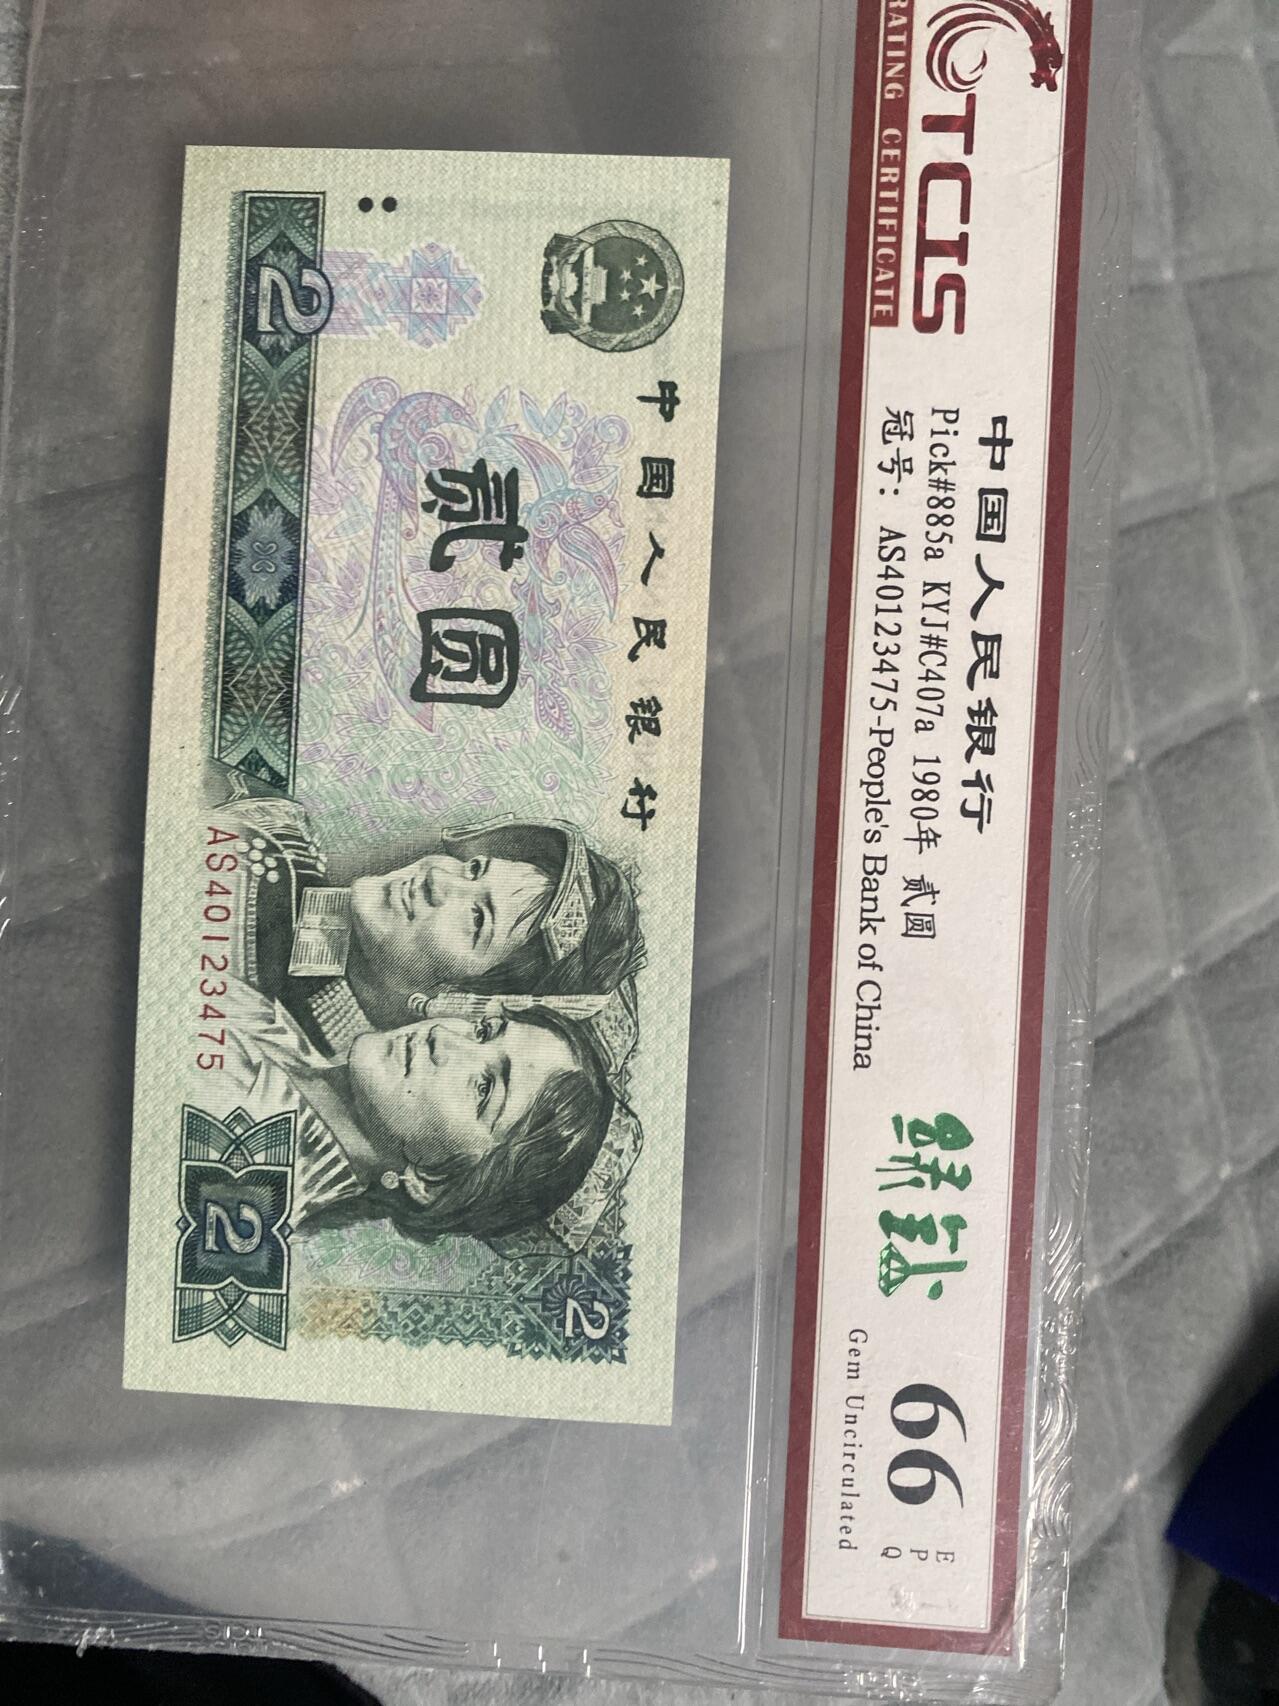 TCIS
RATING CERTIFICATE
中国人民银行
Pick#885a KYJ#C407a 1980年 贰圆
冠号: AS40123475-People's Bank of China
绿钻
66
EPQ
Gem Uncirculated
中国人民银行
贰圆
2
AS40123475
2
2